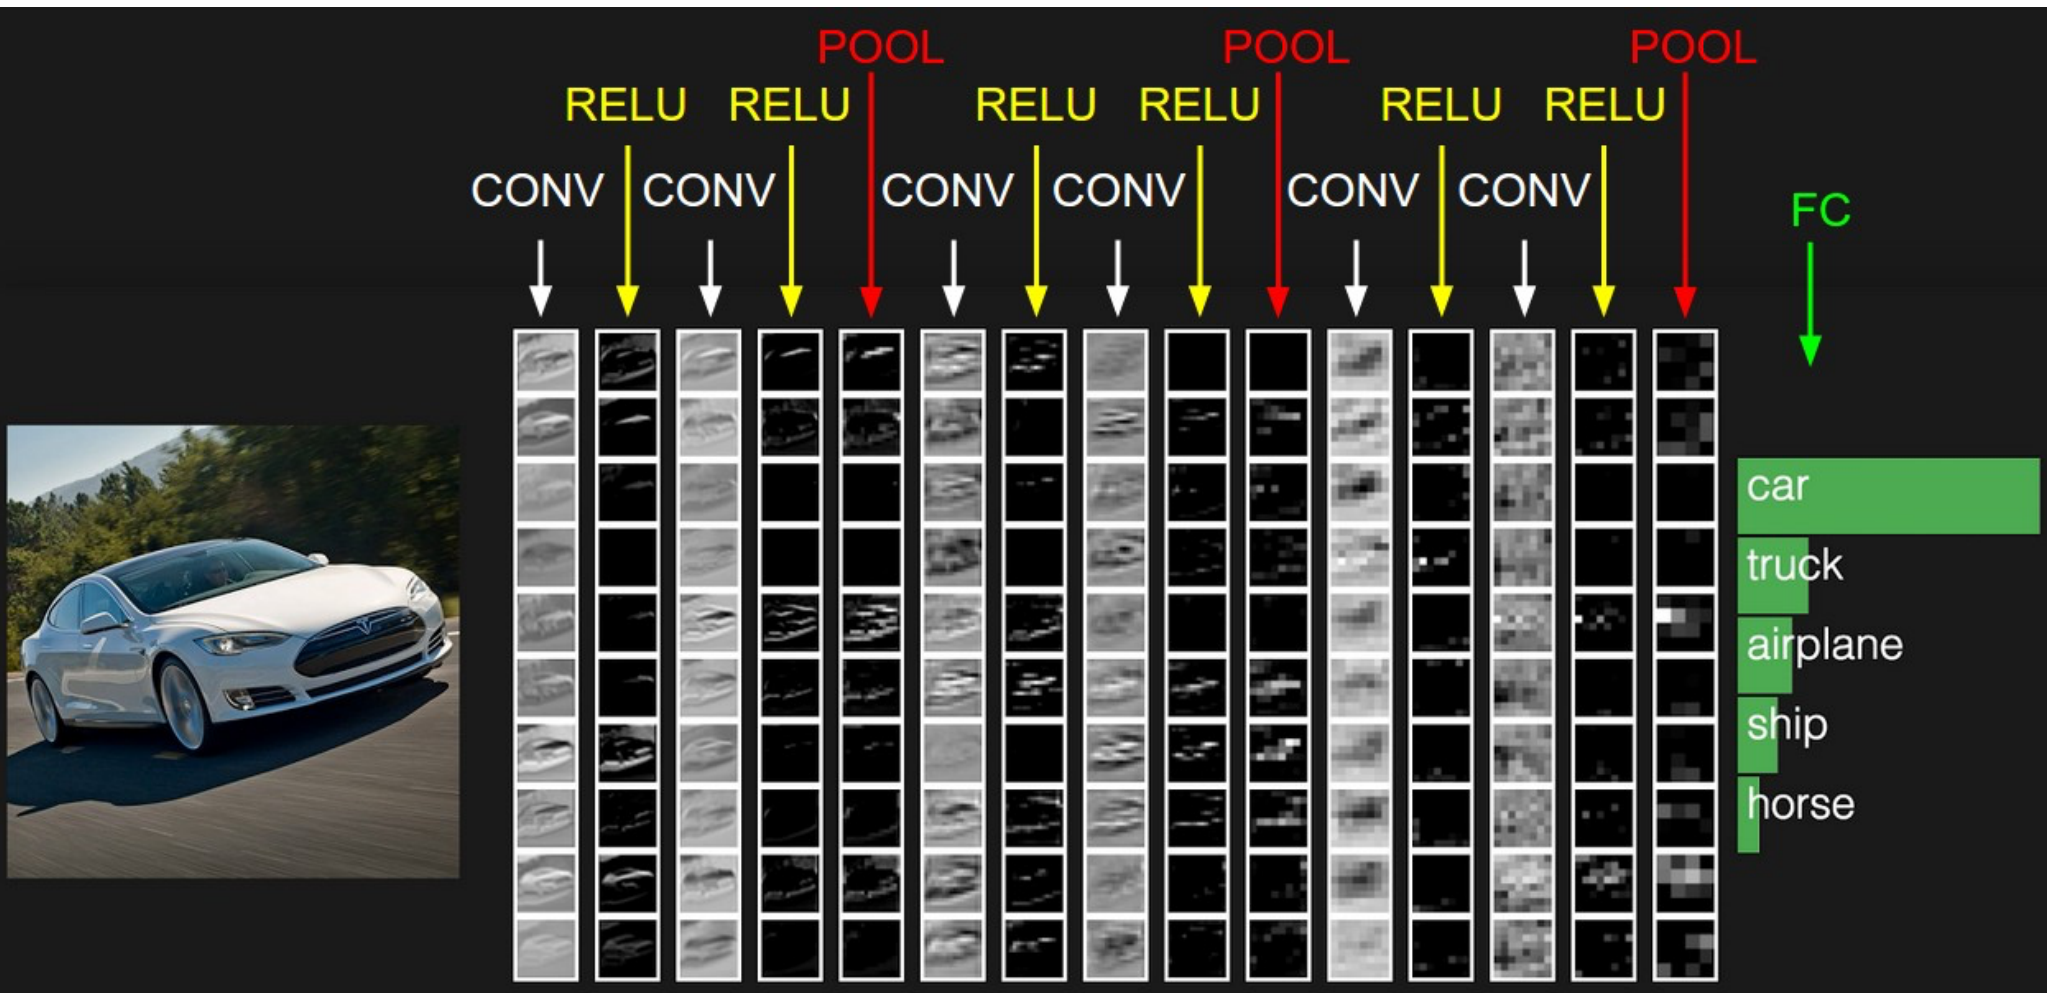 POOL POOL POOL
RELU RELU RELU RELU RELU RELU
CONV CONV CONV CONV CONV CONV
FC
car
truck
airplane
ship
horse